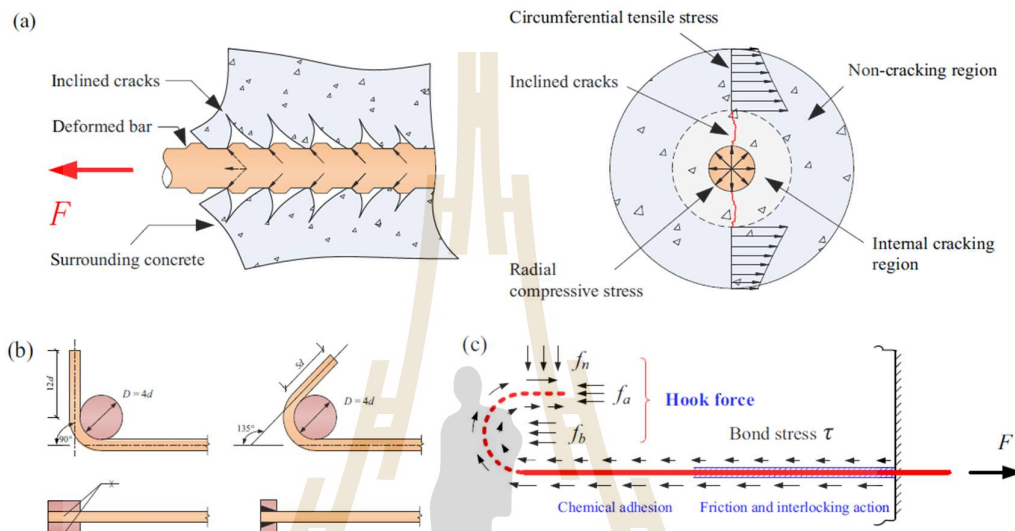 (a)
Inclined cracks
Deformed bar
F
Surrounding concrete
Circumferential tensile stress
Inclined cracks
Non-cracking region
Radial
compressive stress
Internal cracking
region
(b)
12d
D = 4d
90°
5d
D = 4d
135°
(c)
fn
fa
fb
Hook force
Bond stress τ
F
Chemical adhesion
Friction and interlocking action